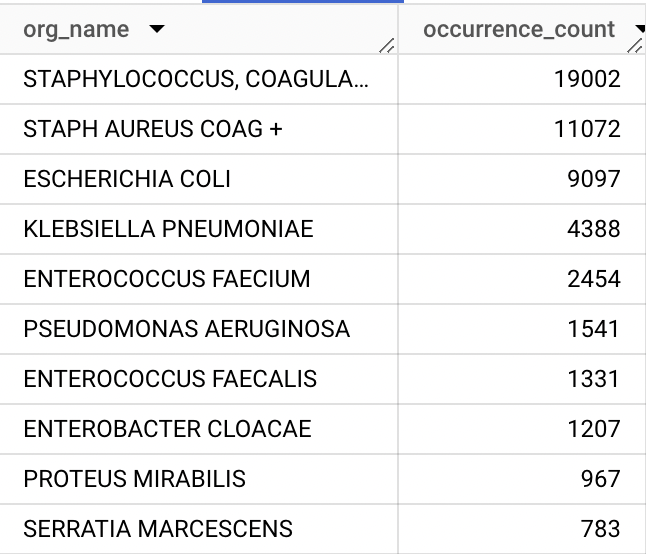 org_name occurrence_count
STAPHYLOCOCCUS, COAGULA... 19002
STAPH AUREUS COAG + 11072
ESCHERICHIA COLI 9097
KLEBSIELLA PNEUMONIAE 4388
ENTEROCOCCUS FAECIUM 2454
PSEUDOMONAS AERUGINOSA 1541
ENTEROCOCCUS FAECALIS 1331
ENTEROBACTER CLOACAE 1207
PROTEUS MIRABILIS 967
SERRATIA MARCESCENS 783